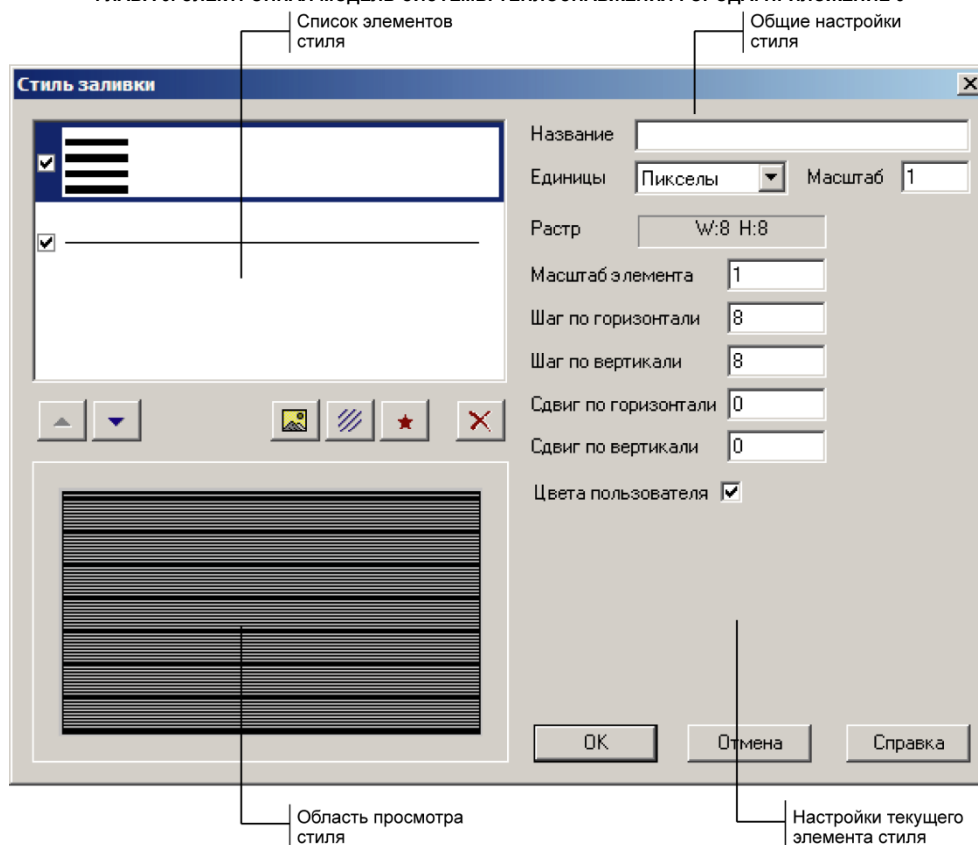 Список элементов
стиля
Общие настройки
стиля
Стиль заливки
Название
Единицы Пикселы Масштаб 1
Растр W:8 H:8
Масштаб элемента 1
Шаг по горизонтали 8
Шаг по вертикали 8
Сдвиг по горизонтали 0
Сдвиг по вертикали 0
Цвета пользователя
OK Отмена Справка
Область просмотра
стиля
Настройки текущего
элемента стиля